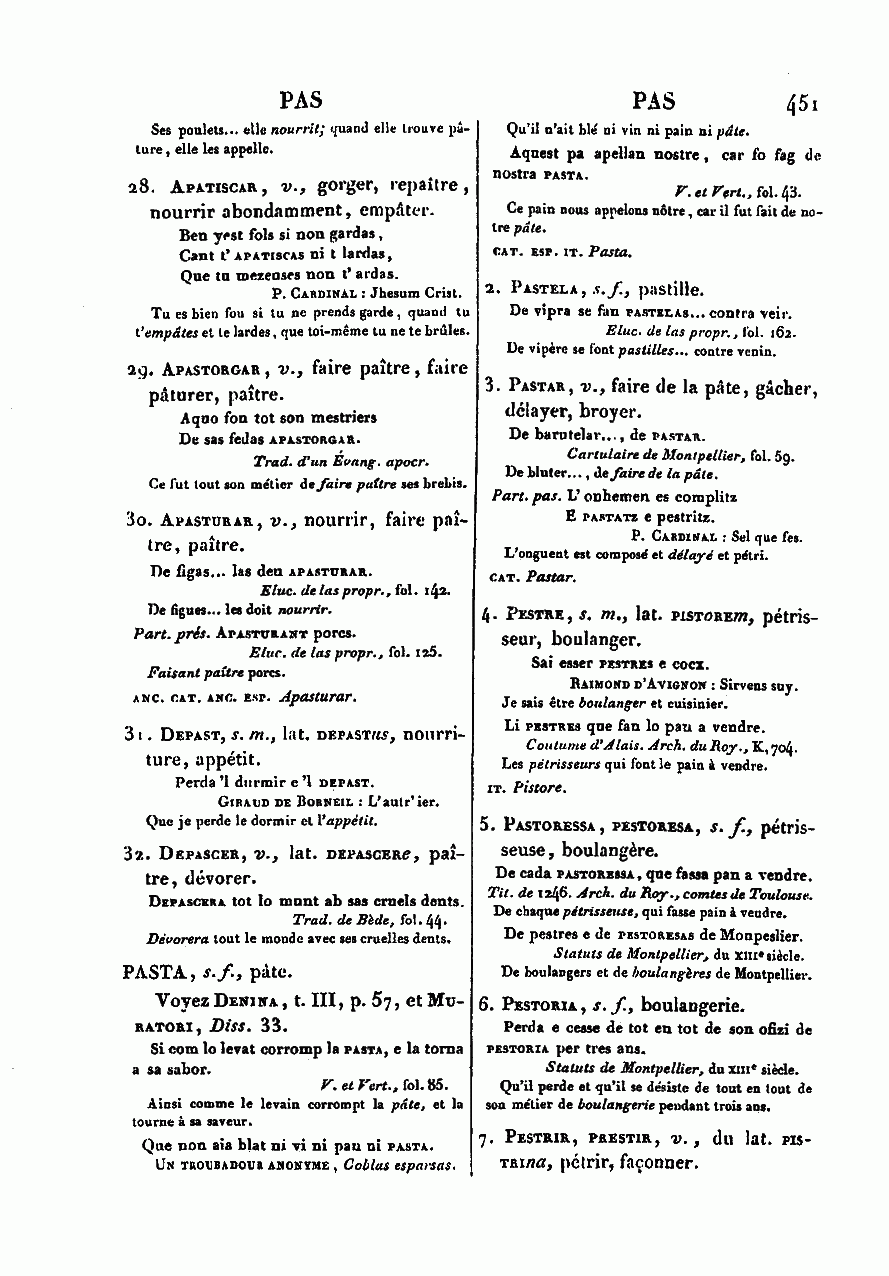 PAS
PAS 451
Ses poulets... elle nourrit; quand elle trouve pâ-
ture, elle les appelle.
28. APATISCAR, v., gorger, repaître,
nourrir abondamment, empâter.
Ben yest fols si non gardas,
Cant t' APATISCAS ni t lardas,
Que tu mezeuses non t' ardas.
P. CARDINAL : Jhesum Crist.
Tu es bien fou si tu ne prends garde, quand tu
t'empâtes et te lardes, que toi-même tu ne te brûles.
29. APASTORGAR, v., faire paître, faire
pâturer, paître.
Aquo fon tot son mestriers
De sas fedas APASTORGAR.
Trad. d'un Évang. apocr.
Ce fut tout son métier de faire paître ses brebis.
30. APASTURAR, v., nourrir, faire paî-
tre, paître.
De figas... las deu APASTURAR.
Eluc. de las propr., fol. 142.
De figues... les doit nourrir.
Part. prés. APASTURANT porcs.
Eluc. de las propr., fol. 125.
Faisant paître porcs.
ANC. CAT. ANC. ESP. Apasturar.
31. DEPAST, s. m., lat. DEPASTus, nourri-
ture, appétit.
Perda 'l durmir e 'l DEPAST.
GIRAUD DE BORNEIL : L'autr'ier.
Que je perde le dormir et l'appétit.
32. DEPASCER, v., lat. DEPASCERe, paî-
tre, dévorer.
DEPASCERA tot lo mont ab sas cruels dents.
Trad. de Bède, fol. 44.
Dévorera tout le monde avec ses cruelles dents.
PASTA, s. f., pâte.
Voyez DENINA, t. III, p. 57, et MU-
RATORI, Diss. 33.
Si com lo levat corromp la PASTA, e la torna
a sa sabor.
V. et Vert., fol. 85.
Ainsi comme le levain corrompt la pâte, et la
tourne à sa saveur.
Que non ais blat ni vi ni pau ni PASTA.
UN TROUBADOUR ANONYME, Coblas esparsas.
Qu'il n'ait blé ni vin ni pain ni pâte.
Aquest pa apellan nostre, car fo fag de
nostra PASTA.
V. et Vert., fol. 43.
Ce pain nous appelons nôtre, car il fut fait de no-
tre pâte.
CAT. ESP. IT. Pasta.
2. PASTELA, s. f., pastille.
De vipra se fan PASTELAS... contra veir.
Eluc. de las propr., fol. 162.
De vipère se font pastilles... contre venin.
3. PASTAR, v., faire de la pâte, gâcher,
délayer, broyer.
De barutelar..., de PASTAR.
Cartulaire de Montpellier, fol. 59.
De bluter..., de faire de la pâte.
Part. pas. L' onhemen es complitz
E PASTATZ e pestritz.
P. CARDINAL : Sel que fes.
L'onguent est composé et délayé et pétri.
CAT. Pastar.
4. PESTRE, s. m., lat. PISTOREm, pétris-
seur, boulanger.
Sai esser PESTRES e cocx.
RAIMOND D'AVIGNON : Sirvens suy.
Je sais être boulanger et cuisinier.
Li PESTRES que fan lo pau a vendre.
Coutume d'Alais. Arch. du Roy., K, 704.
Les pétrisseurs qui font le pain à vendre.
IT. Pistore.
5. PASTORESSA, PESTORESA, s. f., pétris-
seuse, boulangère.
De cada PASTORESSA, que fassa pan a vendre.
Tit. de 1246. Arch. du Roy., comtes de Toulouse.
De chaque pétrisseuse, qui fasse pain à vendre.
De pestres e de PESTORESAS de Monpeslier.
Statuts de Montpellier, du XIIIe siècle.
De boulangers et de boulangères de Montpellier.
6. PESTORIA, s. f., boulangerie.
Perda e cesse de tot en tot de son ofizi de
PESTORIA per tres ans.
Statuts de Montpellier, du XIIIe siècle.
Qu'il perde et qu'il se désiste de tout en tout de
son métier de boulangerie pendant trois ans.
7. PESTRIR, PRESTIR, v., du lat. PIS-
TRIna, pétrir, façonner.